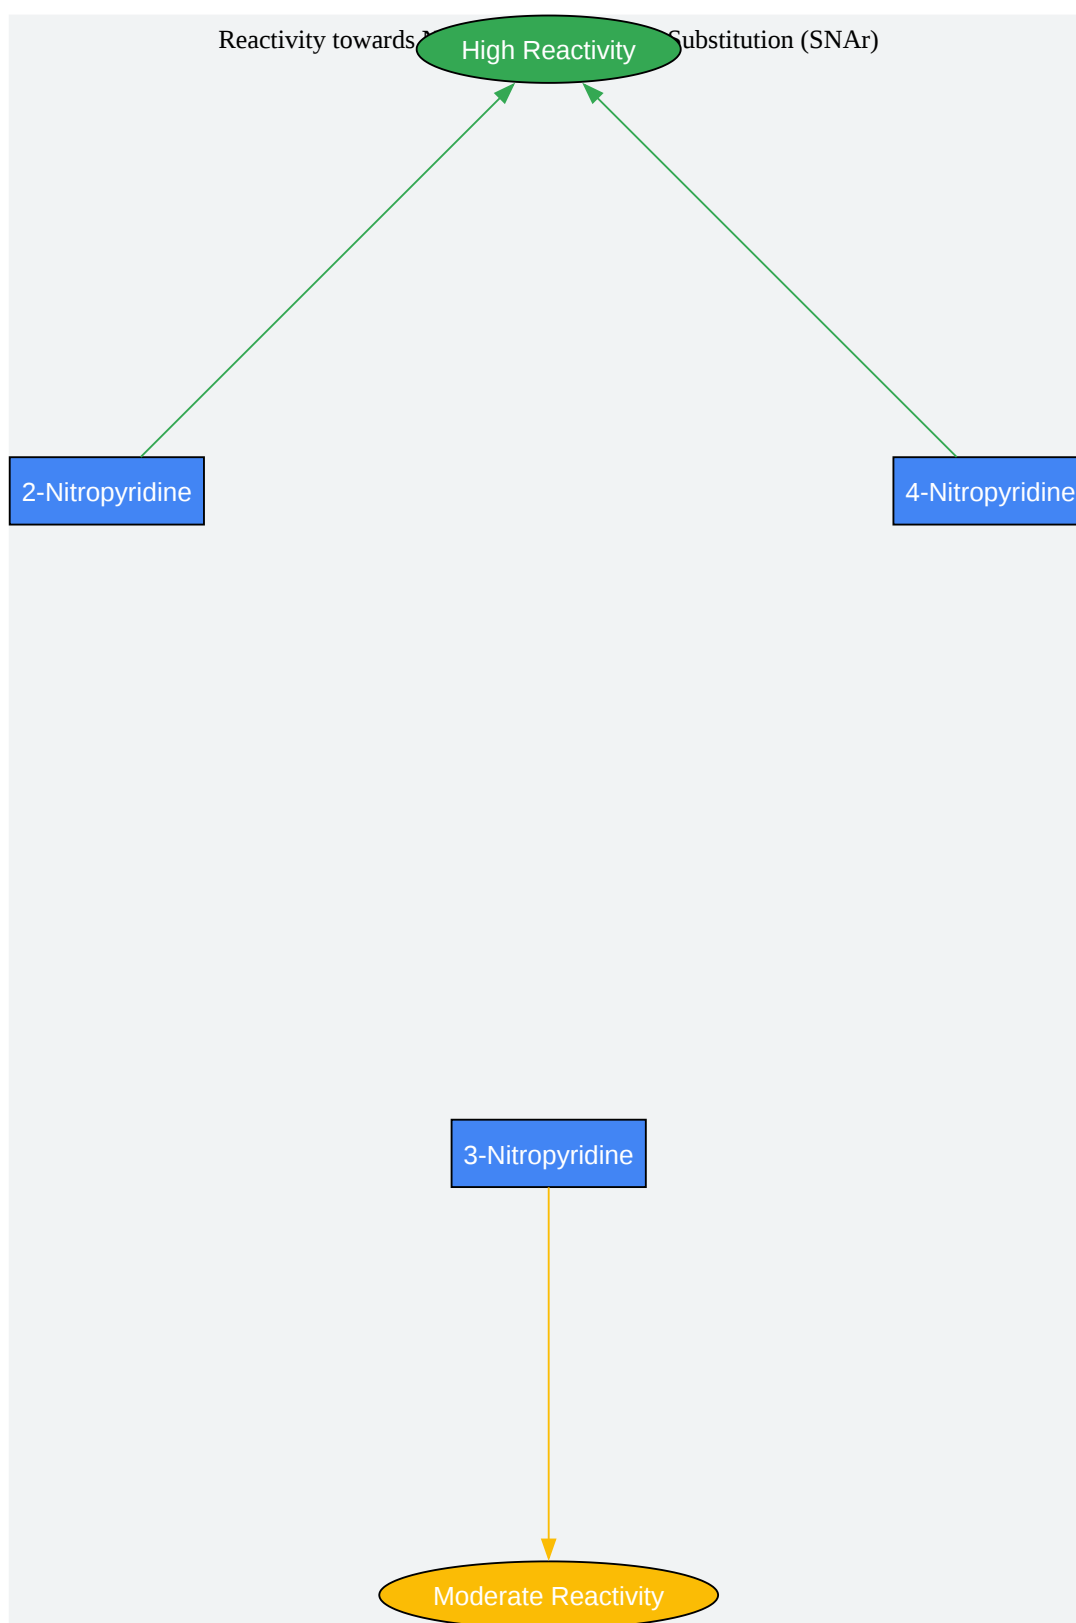 Reactivity towards Substitution (SNAr)
High Reactivity
2-Nitropyridine
4-Nitropyridine
3-Nitropyridine
Moderate Reactivity